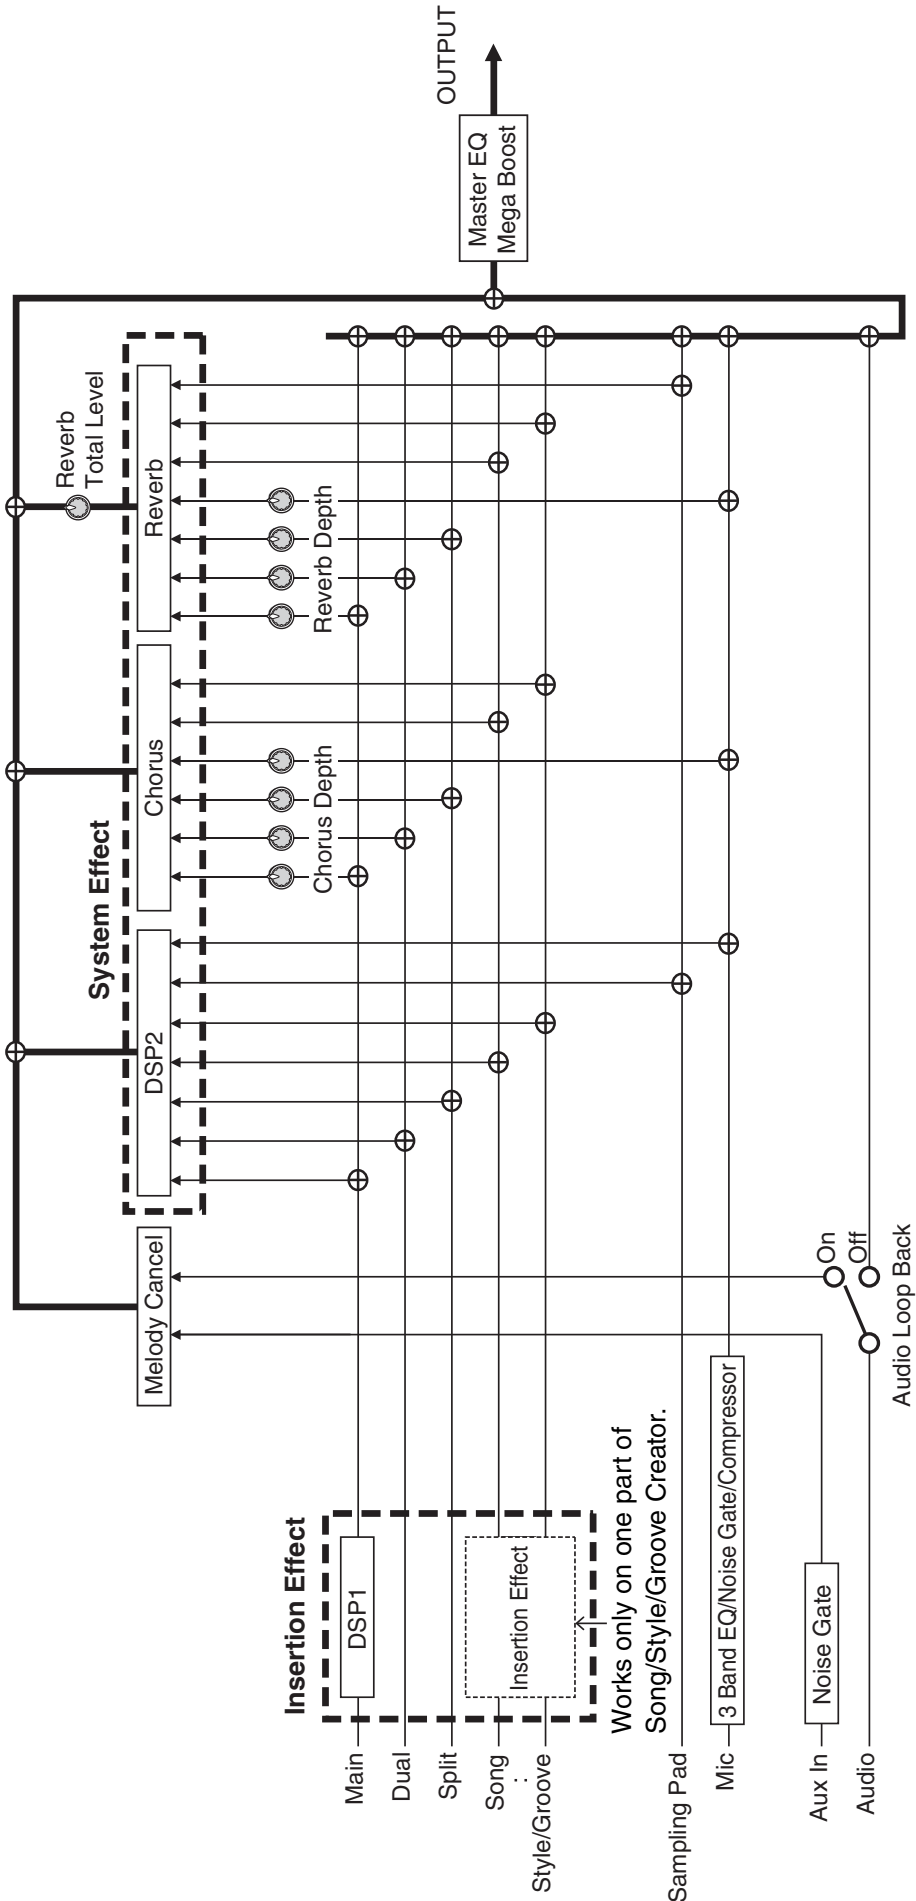 OUTPUT
Master EQ
Mega Boost
Reverb
Total Level
Reverb
Reverb Depth
System Effect
Chorus
Chorus Depth
DSP2
Melody Cancel
On
Off
Audio Loop Back
Insertion Effect
DSP1
Insertion Effect
Works only on one part of
Song/Style/Groove Creator.
3 Band EQ/Noise Gate/Compressor
Noise Gate
Main
Dual
Split
Song
:
Style/Groove
Sampling Pad
Mic
Aux In
Audio